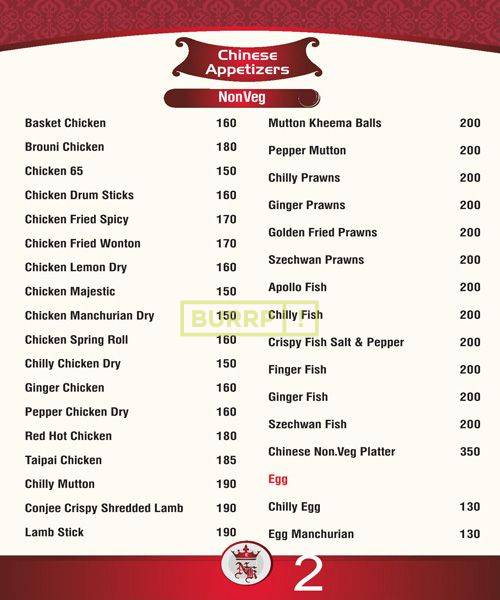 Chinese
Appetizers
NonVeg
Basket Chicken 160
Brouni Chicken 180
Chicken 65 150
Chicken Drum Sticks 160
Chicken Fried Spicy 170
Chicken Fried Wonton 170
Chicken Lemon Dry 160
Chicken Majestic 150
Chicken Manchurian Dry 150
Chicken Spring Roll 160
Chilly Chicken Dry 150
Ginger Chicken 160
Pepper Chicken Dry 160
Red Hot Chicken 180
Taipai Chicken 185
Chilly Mutton 190
Conjee Crispy Shredded Lamb 190
Lamb Stick 190
Mutton Kheema Balls 200
Pepper Mutton 200
Chilly Prawns 200
Ginger Prawns 200
Golden Fried Prawns 200
Szechwan Prawns 200
Apollo Fish 200
Chilly Fish 200
Crispy Fish Salt & Pepper 200
Finger Fish 200
Ginger Fish 200
Szechwan Fish 200
Chinese Non.Veg Platter 350
Egg
Chilly Egg 130
Egg Manchurian 130
BURRP!
NK
2